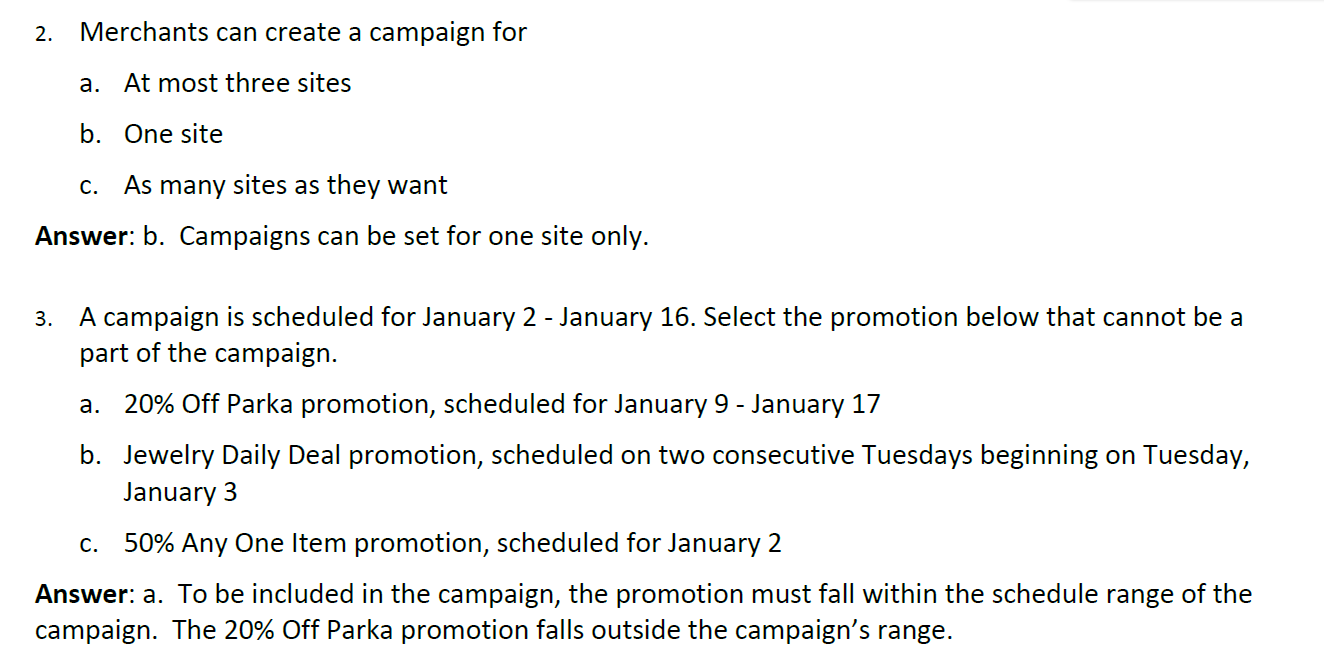 2. Merchants can create a campaign for
a. At most three sites
b. One site
c. As many sites as they want
Answer: b.  Campaigns can be set for one site only.
3. A campaign is scheduled for January 2 - January 16. Select the promotion below that cannot be a
part of the campaign.
a. 20% Off Parka promotion, scheduled for January 9 - January 17
b. Jewelry Daily Deal promotion, scheduled on two consecutive Tuesdays beginning on Tuesday,
January 3
c. 50% Any One Item promotion, scheduled for January 2
Answer: a.  To be included in the campaign, the promotion must fall within the schedule range of the
campaign.  The 20% Off Parka promotion falls outside the campaign’s range.